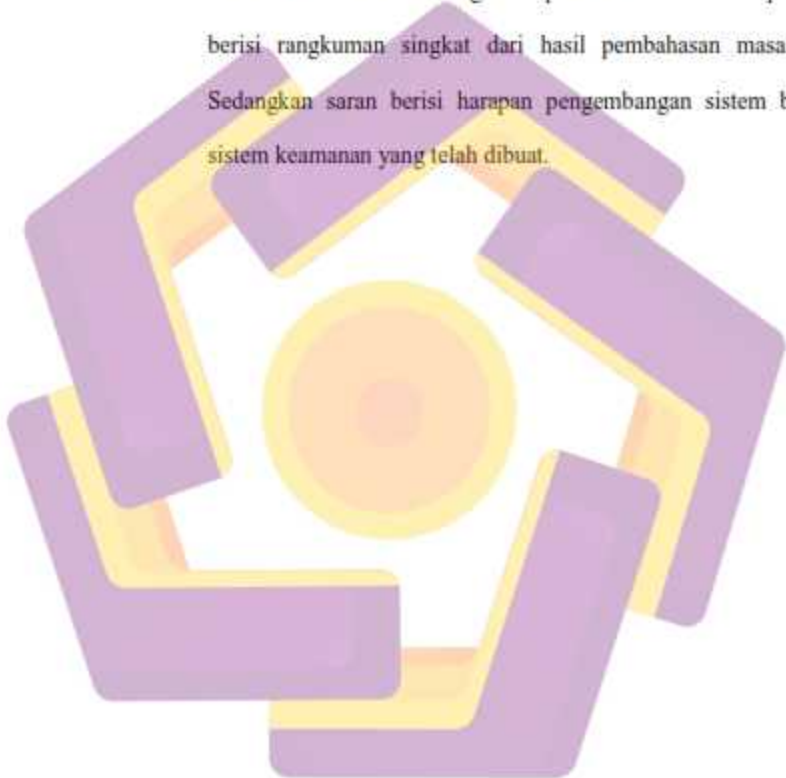 berisi rangkuman singkat dari hasil pembahasan masa
Sedangkan saran berisi harapan pengembangan sistem b
sistem keamanan yang telah dibuat.